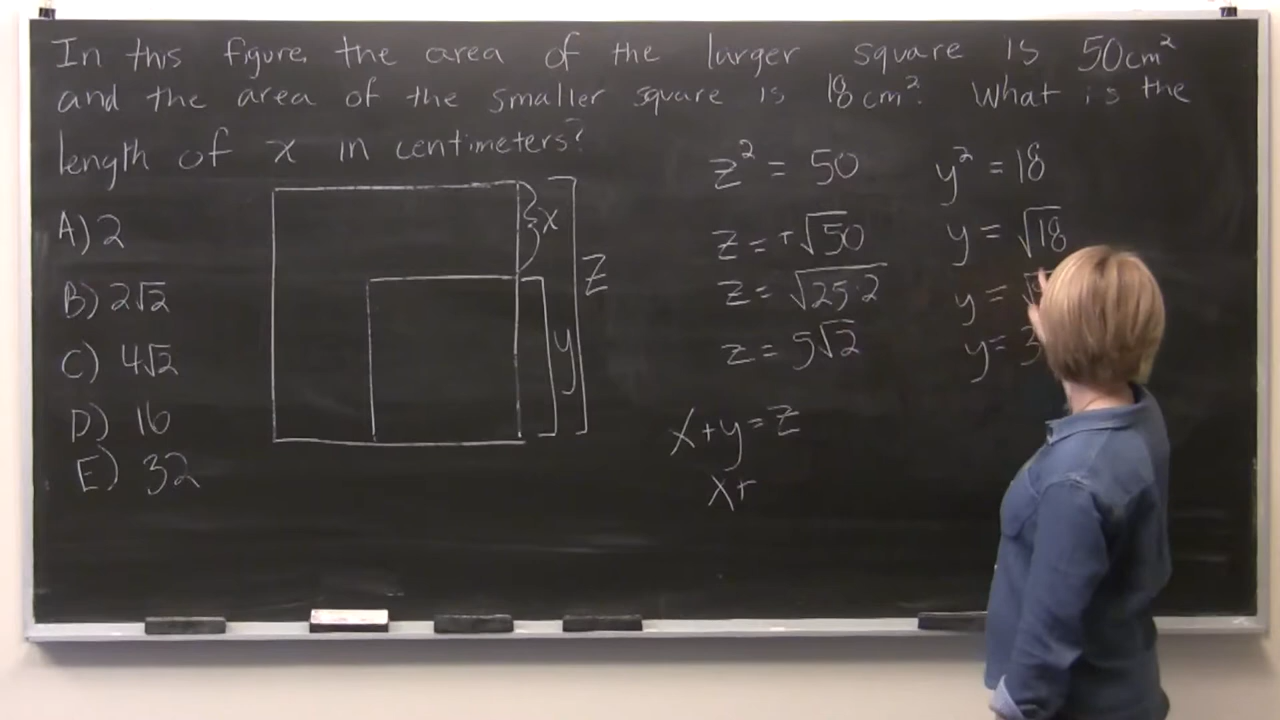 In this figure, the area of the larger square is 50cm²
and the area of the smaller square is 18cm². What is the
length of x in centimeters?
A) 2
B) 2√2
C) 4√2
D) 16
E) 32
x
y
z
z² = 50
z = +√50
z = √25·2
z = 5√2
y² = 18
y = √18
y =
y = 3
x+y=z
x+